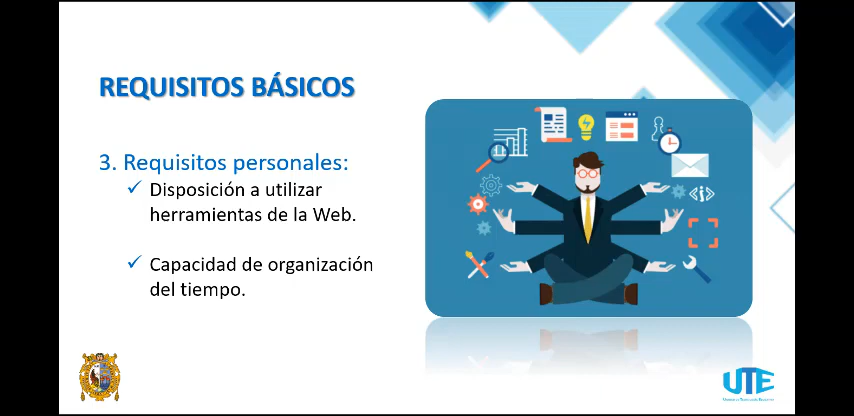 REQUISITOS BÁSICOS
3. Requisitos personales:
✓ Disposición a utilizar
herramientas de la Web.
✓ Capacidad de organización
del tiempo.
UTE